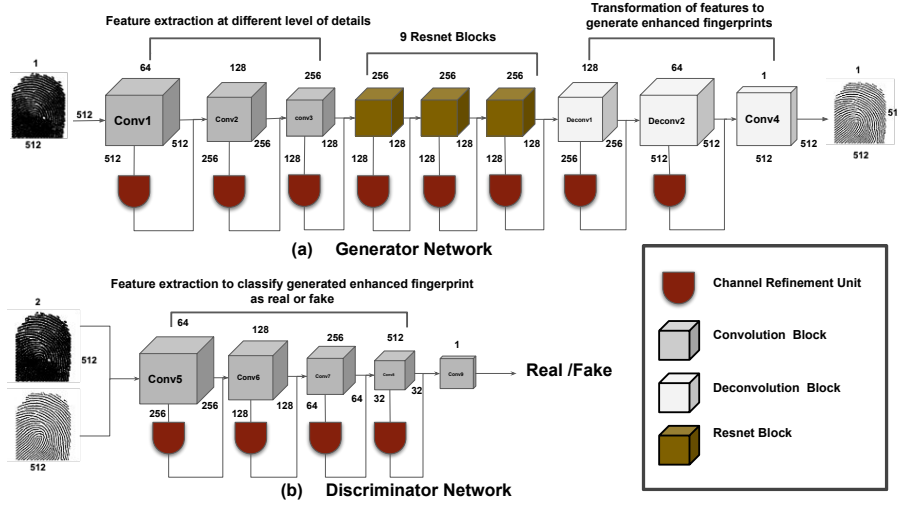 Feature extraction at different level of details
Transformation of features to
generate enhanced fingerprints
9 Resnet Blocks
1
64
128
256
256
256
256
128
64
1
1
512
Conv1
Conv2
conv3
Deconv1
Deconv2
Conv4
51
512
512
512
256
256
128
128
128
128
128
128
128
128
256
256
512
512
512
512
512
(a) Generator Network
Feature extraction to classify generated enhanced fingerprint
as real or fake
2
64
128
256
512
1
512
Conv5
Conv6
Conv7
Conv8
Conv9
Real /Fake
256
256
128
128
64
64
32
32
512
(b) Discriminator Network
Channel Refinement Unit
Convolution Block
Deconvolution Block
Resnet Block